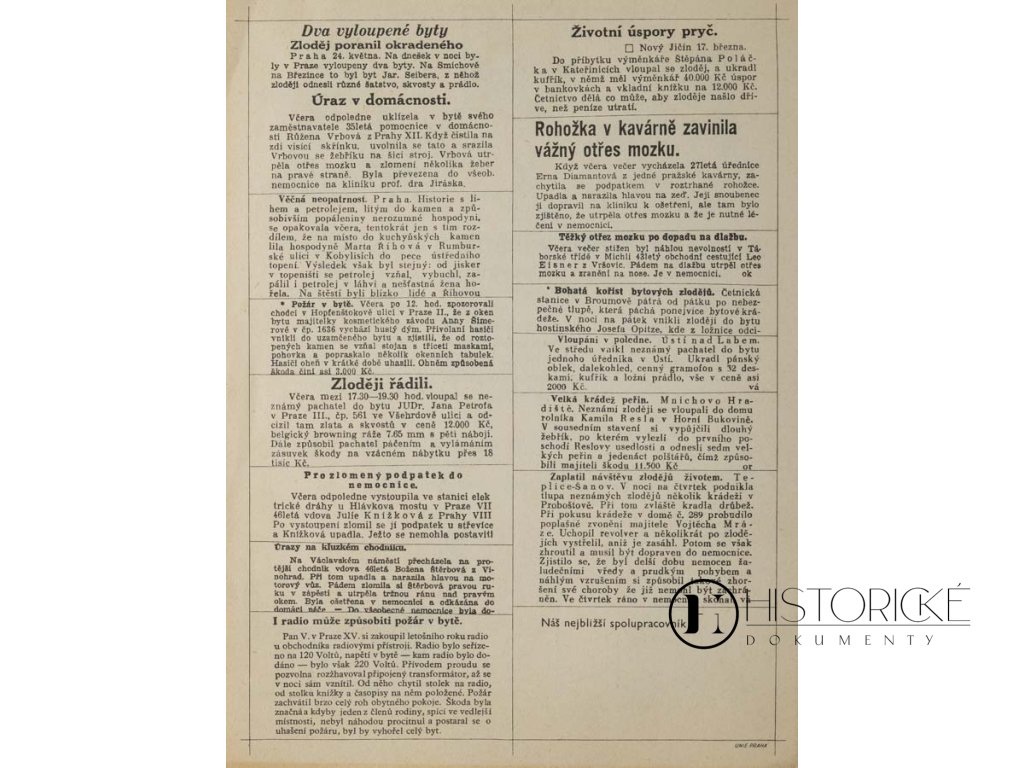 Dva vyloupené byty
Zloděj poranil okradeného
Praha 24. května. Na dnešek v noci by-
ly v Praze vyloupeny dva byty. Na Smíchově
na Březince to byl byt Jar. Seibera, z něhož
zloději odnesli různé šatstvo, skvosty a prádlo.
Úraz v domácnosti.
Včera odpoledne uklízela v bytě svého
zaměstnavatele 35letá pomocnice v domácno-
sti Růžena Vrbová z Prahy XII. Když čistila na
zdi visící skřínku, uvolnila se tato a srazila
Vrbovou se žebříku na šicí stroj. Vrbová utr-
pěla otřes mozku a zlomení několika žeber
na pravé straně. Byla převezena do všeob.
nemocnice na kliniku prof. dra Jiráska.
Věčná neopatrnost. Praha. Historie s lí-
hem a petrolejem, litým do kamen a způ-
sobivším popáleniny nerozumné hospodyni,
se opakovala včera, tentokrát jen s tím roz-
dílem, že na místo do kuchyňských kamen
lila hospodyně Marta Říhová v Rumbur-
ské ulici v Kobylisích do pece ústředního
topení. Výsledek však byl stejný: od jisker
v topeništi se petrolej vzňal, vybuchl, za-
pálil i petrolej v láhvi a nešťastná žena ho-
řela. Na štěstí byli blízko lidé a Říhovou
* Požár v bytě. Včera po 12. hod. zpozorovali
chodci v Hopfenštokově ulici v Praze II., že z oken
bytu majitelky kosmetického závodu Anny Šime-
rové v čp. 1636 vychází hustý dým. Přivolaní hasiči
vnikli do uzamčeného bytu a zjistili, že od rozto-
pených kamen se vzňal stojan s třiceti maskami,
pohovka a popraskalo několik okenních tabulek.
Hasiči oheň v krátké době uhasili. Ohněm způsobená
škoda činí asi 3.000 Kč.
Zloději řádili.
Včera mezi 17.30—19.30 hod. vloupal se ne-
známý pachatel do bytu JUDr. Jana Petrofa
v Praze III., čp. 561 ve Všehrdově ulici a od-
cizil tam zlata a skvostů v ceně 12.000 Kč,
belgický browning ráže 7.65 mm s pěti náboji.
Dále způsobil pachatel páčením a vylámáním
zásuvek škody na vzácném nábytku přes 18
tisíc Kč.
Pro zlomený podpatek do
nemocnice.
Včera odpoledne vystoupila ve stanici elek
trické dráhy u Hlávkova mostu v Praze VII
46letá vdova Julie Knížková z Prahy VIII
Po vystoupení zlomil se jí podpatek u střevíce
a Knížková upadla. Ježto se nemohla postaviti
Úrazy na kluzkém chodníku.
Na Václavském náměstí přecházela na pro-
tější chodník vdova 46letá Božena Štěrbová z Vi-
nohrad. Při tom upadla a narazila hlavou na mo-
torový vůz. Pádem zlomila si Štěrbová pravou ru-
ku v zápěstí a utrpěla tržnou ránu nad pravým
okem. Byla ošetřena v nemocnici a odkázána do
domácí péče. — Do všeobecné nemocnice byla do-
I radio může způsobiti požár v bytě.
Pan V. v Praze XV. si zakoupil letošního roku radio
u obchodníka radiovými přístroji. Radio bylo seříze-
no na 120 Voltů, napětí v bytě — kam radio bylo do-
dáno — bylo však 220 Voltů. Přívodem proudu se
pozvolna rozžhavoval připojený transformátor, až se
v noci sám vznítil. Od něho chytil stolek na radio,
od stolku knížky a časopisy na něm položené. Požár
zachvátil brzo celý roh obytného pokoje. Škoda byla
značná a kdyby jeden z členů rodiny, spící ve vedlejší
místnosti, nebyl náhodou procitnul a postaral se o
uhašení požáru, byl by vyhořel celý byt.
Životní úspory pryč.
□ Nový Jičín 17. března.
Do příbytku výměnkáře Štěpána Poláč-
ka v Kateřinicích vloupal se zloděj, a ukradl
kufřík, v němž měl výměnkář 40.000 Kč úspor
v bankovkách a vkladní knížku na 12.000 Kč.
Četnictvo dělá co může, aby zloděje našlo dří-
ve, než peníze utratí.
Rohožka v kavárně zavinila
vážný otřes mozku.
Když včera večer vycházela 27letá úřednice
Erna Diamantová z jedné pražské kavárny, za-
chytila se podpatkem v roztrhané rohožce.
Upadla a narazila hlavou na zeď. Její snoubenec
ji dopravil na kliniku k ošetření, ale tam bylo
zjištěno, že utrpěla otřes mozku a že je nutné lé-
čení v nemocnici.
Těžký otřez mozku po dopadu na dlažbu.
Včera večer stižen byl náhlou nevolností v Tá-
borské třídě v Michli 43letý obchodní cestující Leo
Eisner z Vršovic. Pádem na dlažbu utrpěl otřes
mozku a zranění na nose. Je v nemocnici. ok
* Bohatá kořist bytových zlodějů. Četnická
stanice v Broumově pátrá od pátku po nebez-
pečné tlupě, která páchá ponejvíce bytové krá-
deže. V noci na pátek vnikli zloději do bytu
hostinského Josefa Opitze, kde z ložnice odci-
Vloupání v poledne. Ústí nad Labem.
Ve středu vnikl neznámý pachatel do bytu
jednoho úředníka v Ústí. Ukradl pánský
oblek, dalekohled, cenný gramofon s 32 des-
kami, kufřík a ložní prádlo, vše v ceně asi
2000 Kč. vá
Velká krádež peřin. Mnichovo Hra-
diště. Neznámí zloději se vloupali do domu
rolníka Kamila Resla v Horní Bukovině.
V sousedním stavení si vypůjčili dlouhý
žebřík, po kterém vylezli do prvního po-
schodí Reslovy usedlosti a odnesli sedm vel-
kých peřin a jedenáct polštářů, čímž způso-
bili majiteli škodu 11.500 Kč or
Zaplatil návštěvu zlodějů životem. Te-
plice-Šanov. V noci na čtvrtek podnikla
tlupa neznámých zlodějů několik krádeží v
Proboštově. Při tom zvláště kradla drůbež.
Při pokusu krádeže v domě č. 289 probudilo
poplašné zvonění majitele Vojtěcha Mrá-
ze. Uchopil revolver a několikrát po zlodě-
jích vystřelil, aniž je zasáhl. Potom se však
zhroutil a musil být dopraven do nemocnice.
Zjistilo se, že byl delší dobu nemocen ža-
ludečními vředy a prudkým pohybem a
náhlým vzrušením si způsobil takové zhor-
šení své choroby že již nemohl být zachrá-
něn. Ve čtvrtek ráno v nemocnici skonal vá
Náš nejbližší spolupracovník
HISTORICKÉ
DOKUMENTY
UNIE PRAHA